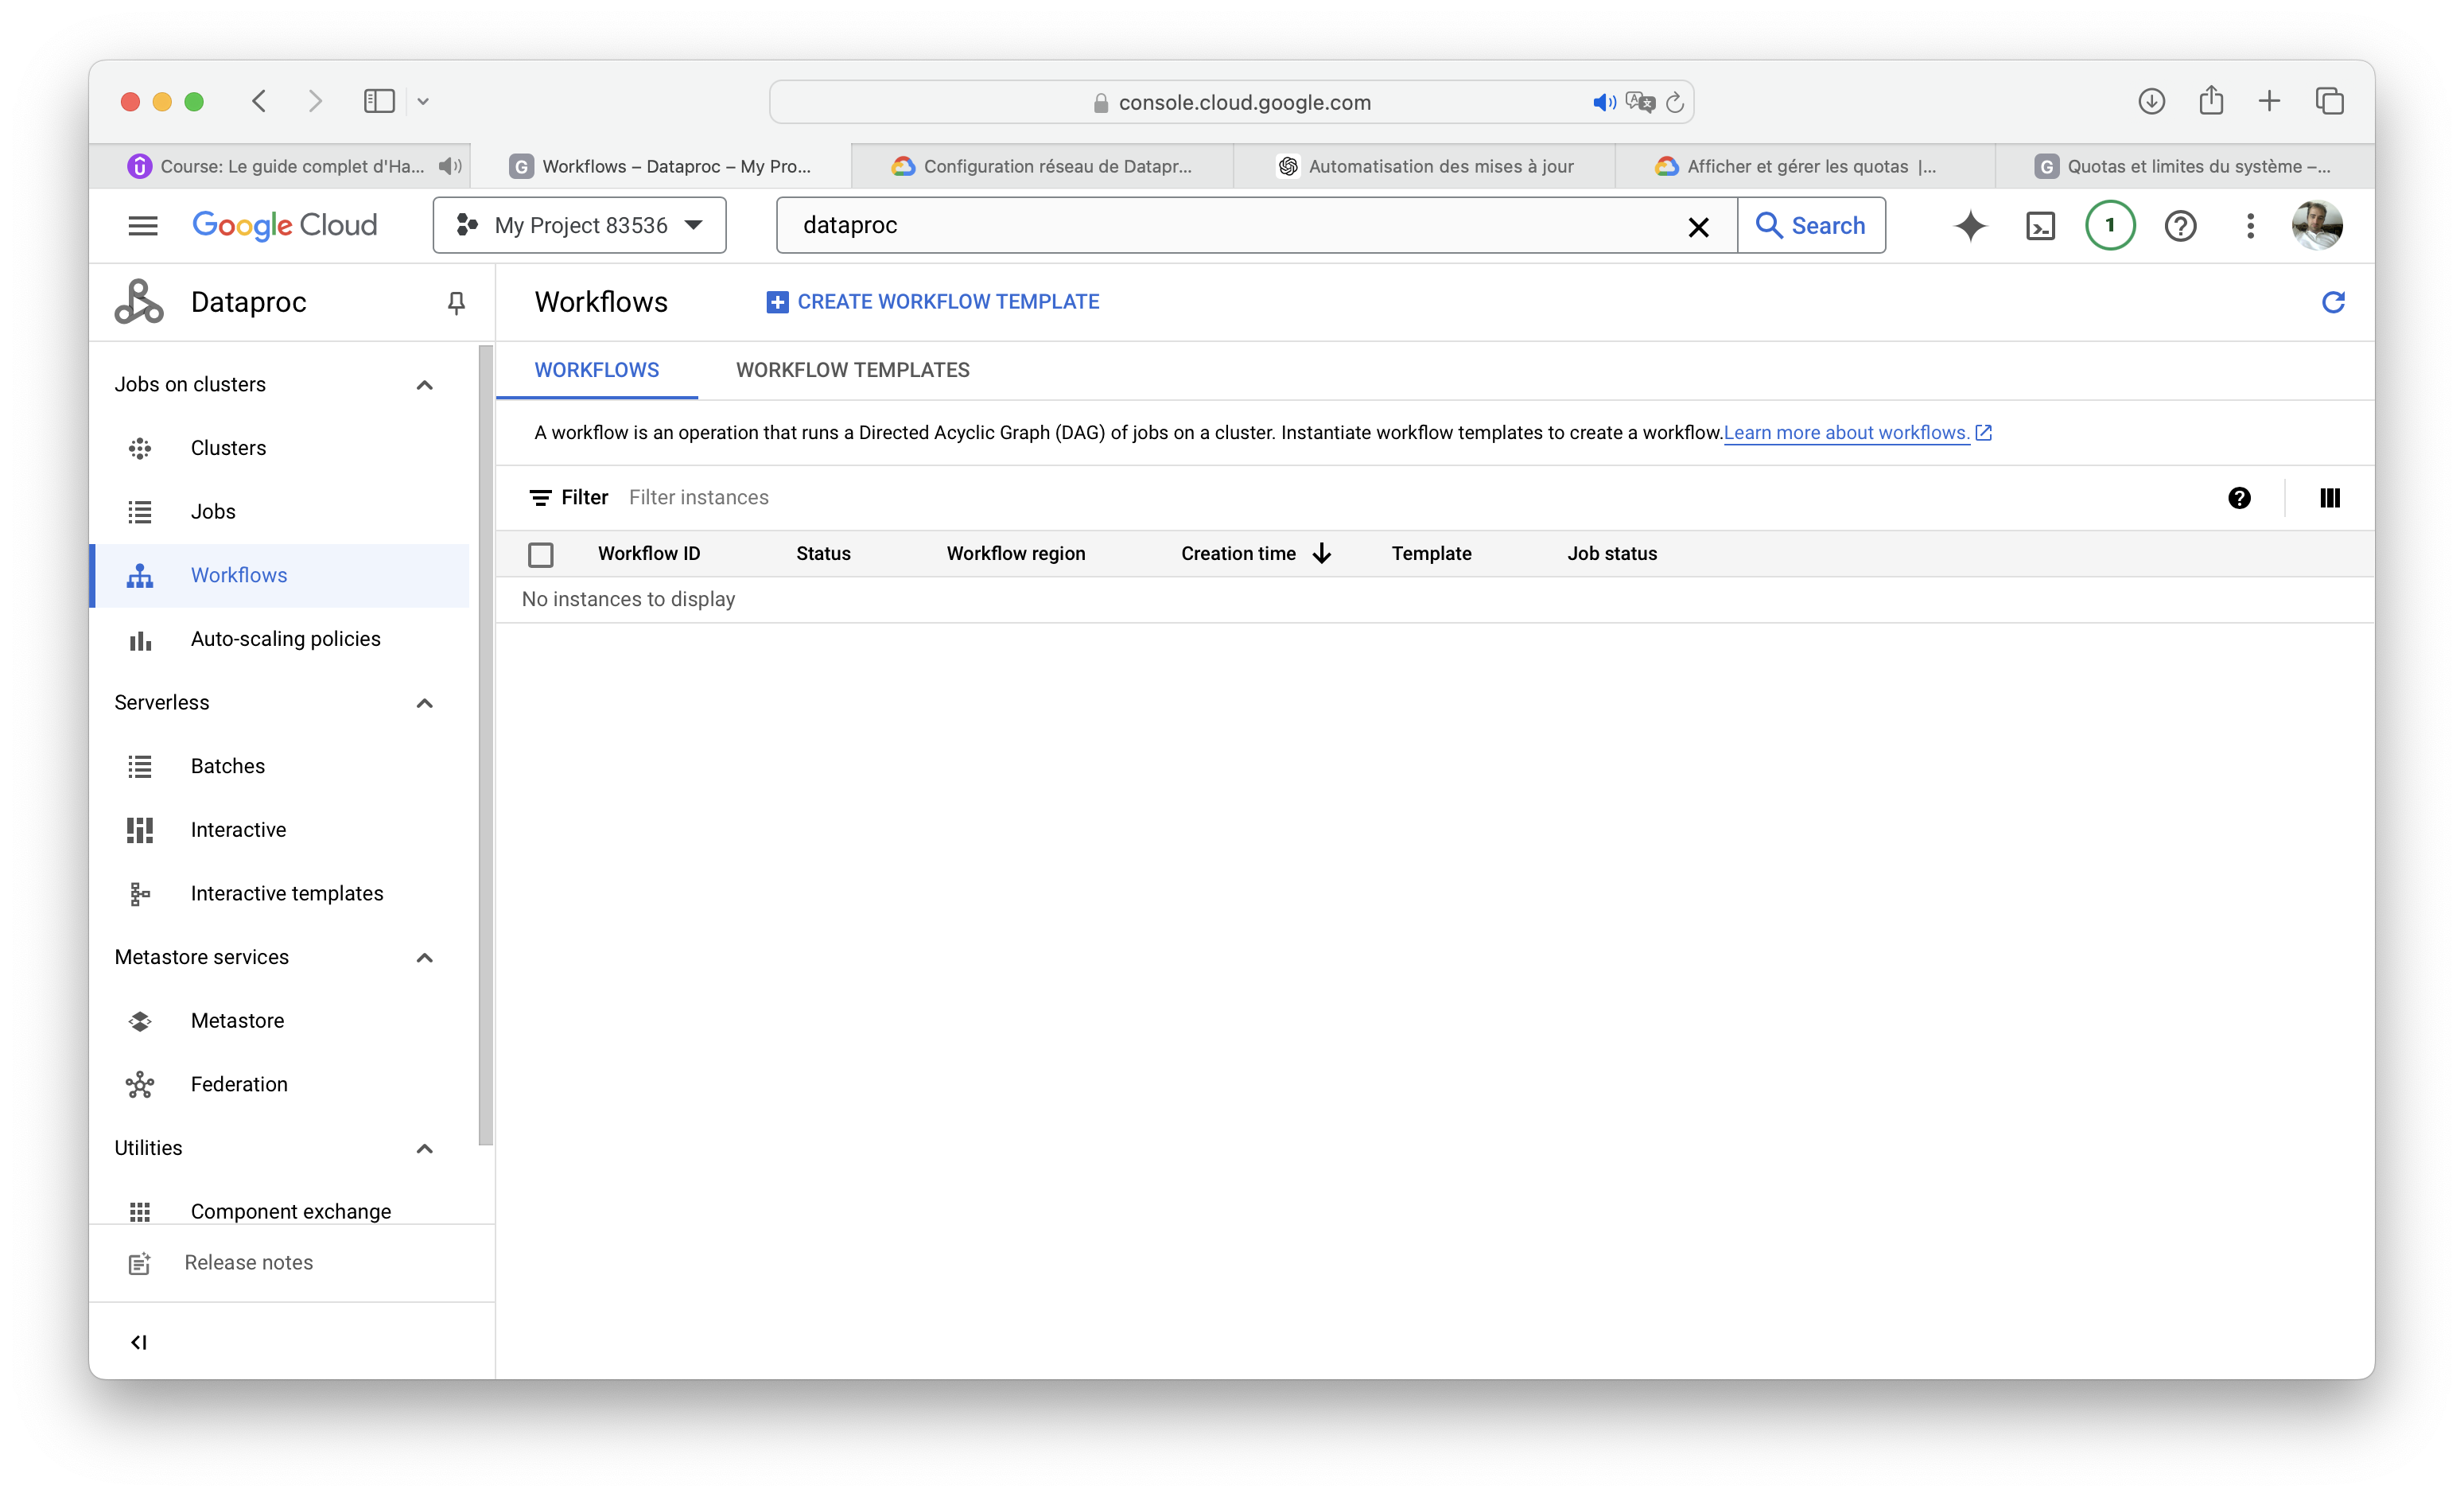 console.cloud.google.com
Course: Le guide complet d'Ha...
Workflows – Dataproc – My Pro...
Configuration réseau de Datapr...
Automatisation des mises à jour
Afficher et gérer les quotas |...
Quotas et limites du système –...
Google Cloud
My Project 83536
dataproc
Search
1
Dataproc
Workflows
CREATE WORKFLOW TEMPLATE
Jobs on clusters
Clusters
Jobs
Workflows
Auto-scaling policies
Serverless
Batches
Interactive
Interactive templates
Metastore services
Metastore
Federation
Utilities
Component exchange
Release notes
WORKFLOWS
WORKFLOW TEMPLATES
A workflow is an operation that runs a Directed Acyclic Graph (DAG) of jobs on a cluster. Instantiate workflow templates to create a workflow.Learn more about workflows.
Filter Filter instances
Workflow ID Status Workflow region Creation time Template Job status
No instances to display